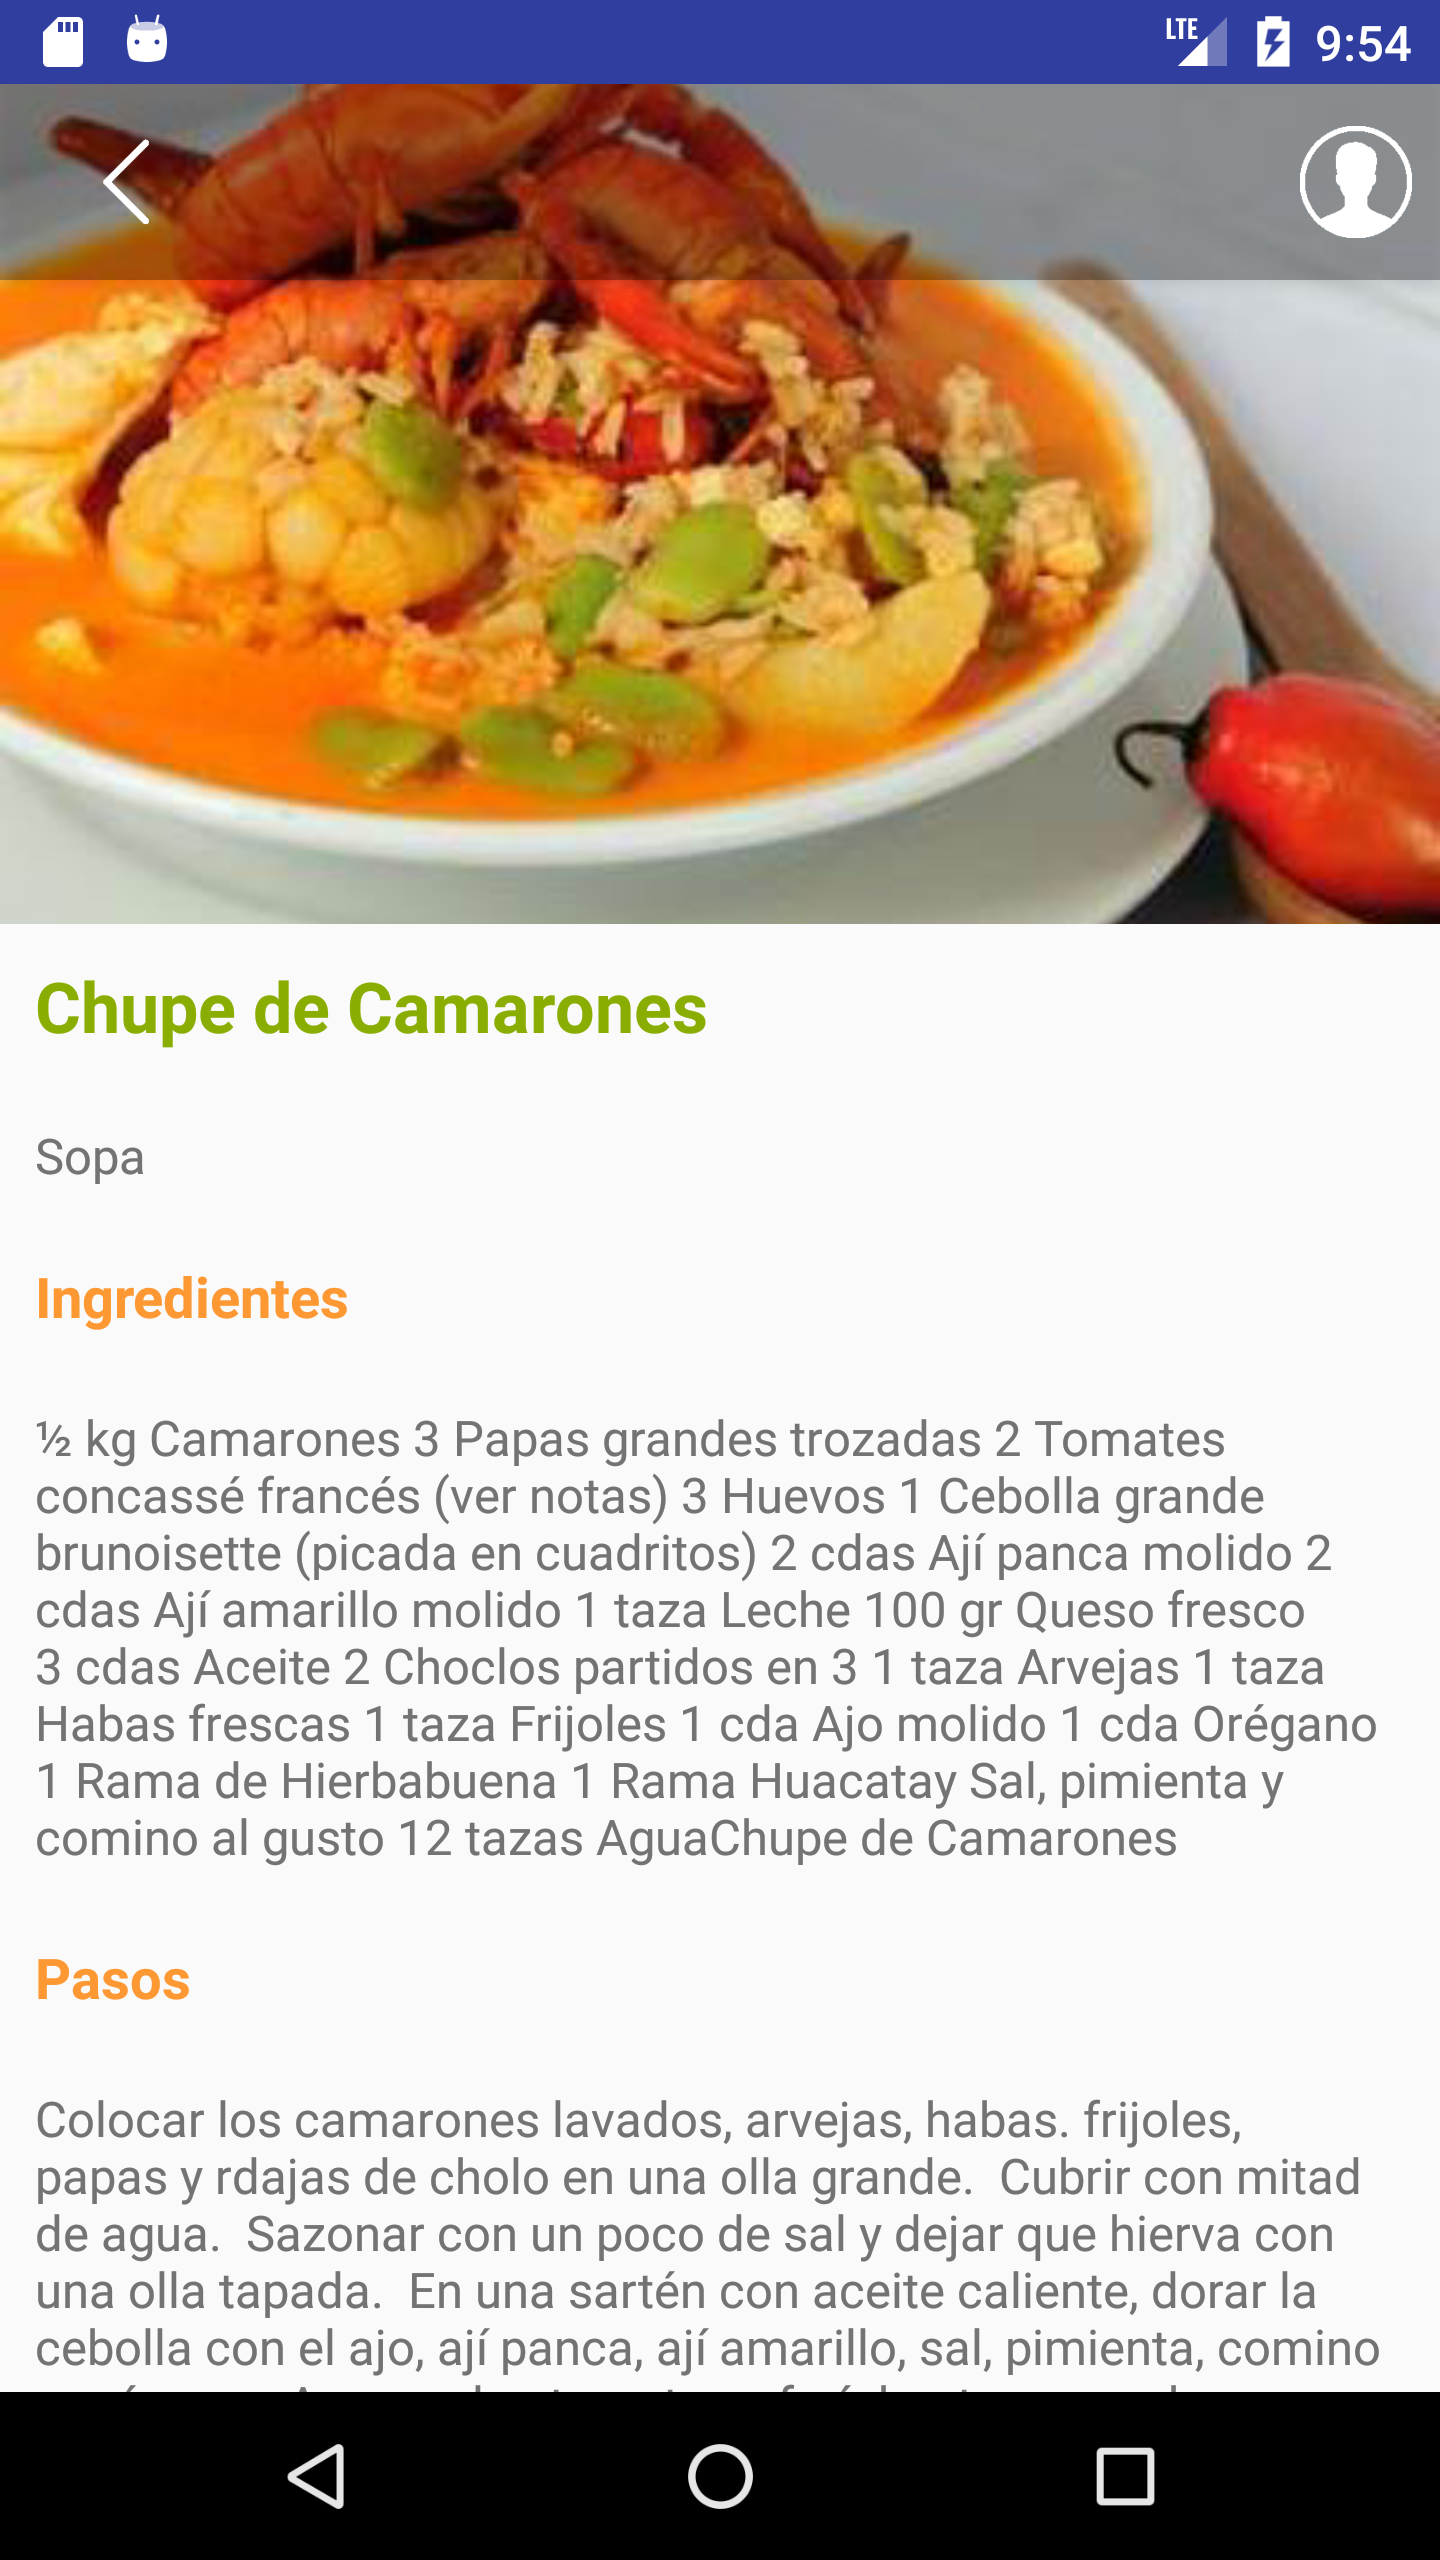 LTE 9:54
Chupe de Camarones
Sopa
Ingredientes
½ kg Camarones 3 Papas grandes trozadas 2 Tomates
concassé francés (ver notas) 3 Huevos 1 Cebolla grande
brunoisette (picada en cuadritos) 2 cdas Ají panca molido 2
cdas Ají amarillo molido 1 taza Leche 100 gr Queso fresco
3 cdas Aceite 2 Choclos partidos en 3 1 taza Arvejas 1 taza
Habas frescas 1 taza Frijoles 1 cda Ajo molido 1 cda Orégano
1 Rama de Hierbabuena 1 Rama Huacatay Sal, pimienta y
comino al gusto 12 tazas AguaChupe de Camarones
Pasos
Colocar los camarones lavados, arvejas, habas. frijoles,
papas y rdajas de cholo en una olla grande.  Cubrir con mitad
de agua.  Sazonar con un poco de sal y dejar que hierva con
una olla tapada.  En una sartén con aceite caliente, dorar la
cebolla con el ajo, ají panca, ají amarillo, sal, pimienta, comino